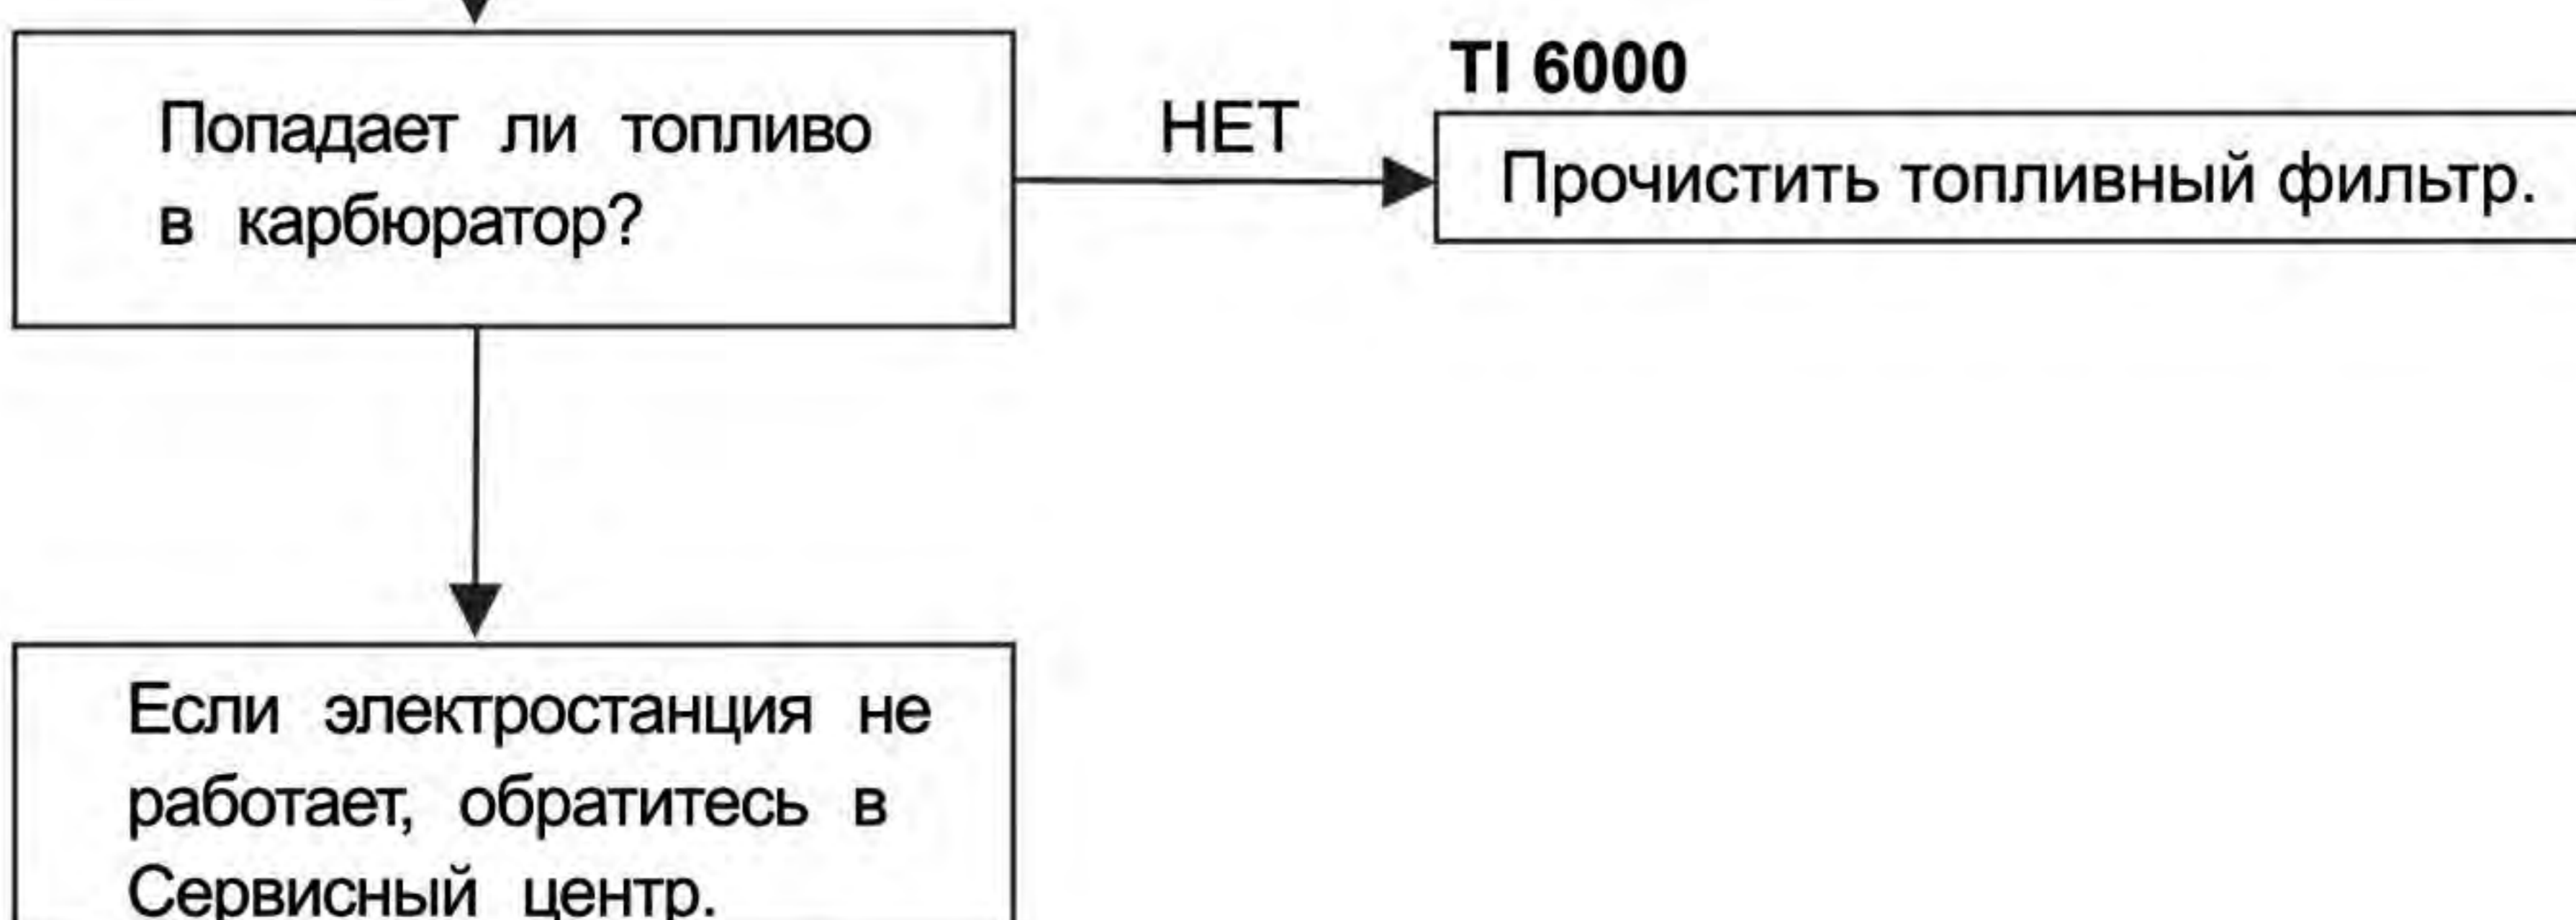 Попадает ли топливо
в карбюратор?
НЕТ
TI 6000
Прочистить топливный фильтр.
Если электростанция не
работает, обратитесь в
Сервисный центр.